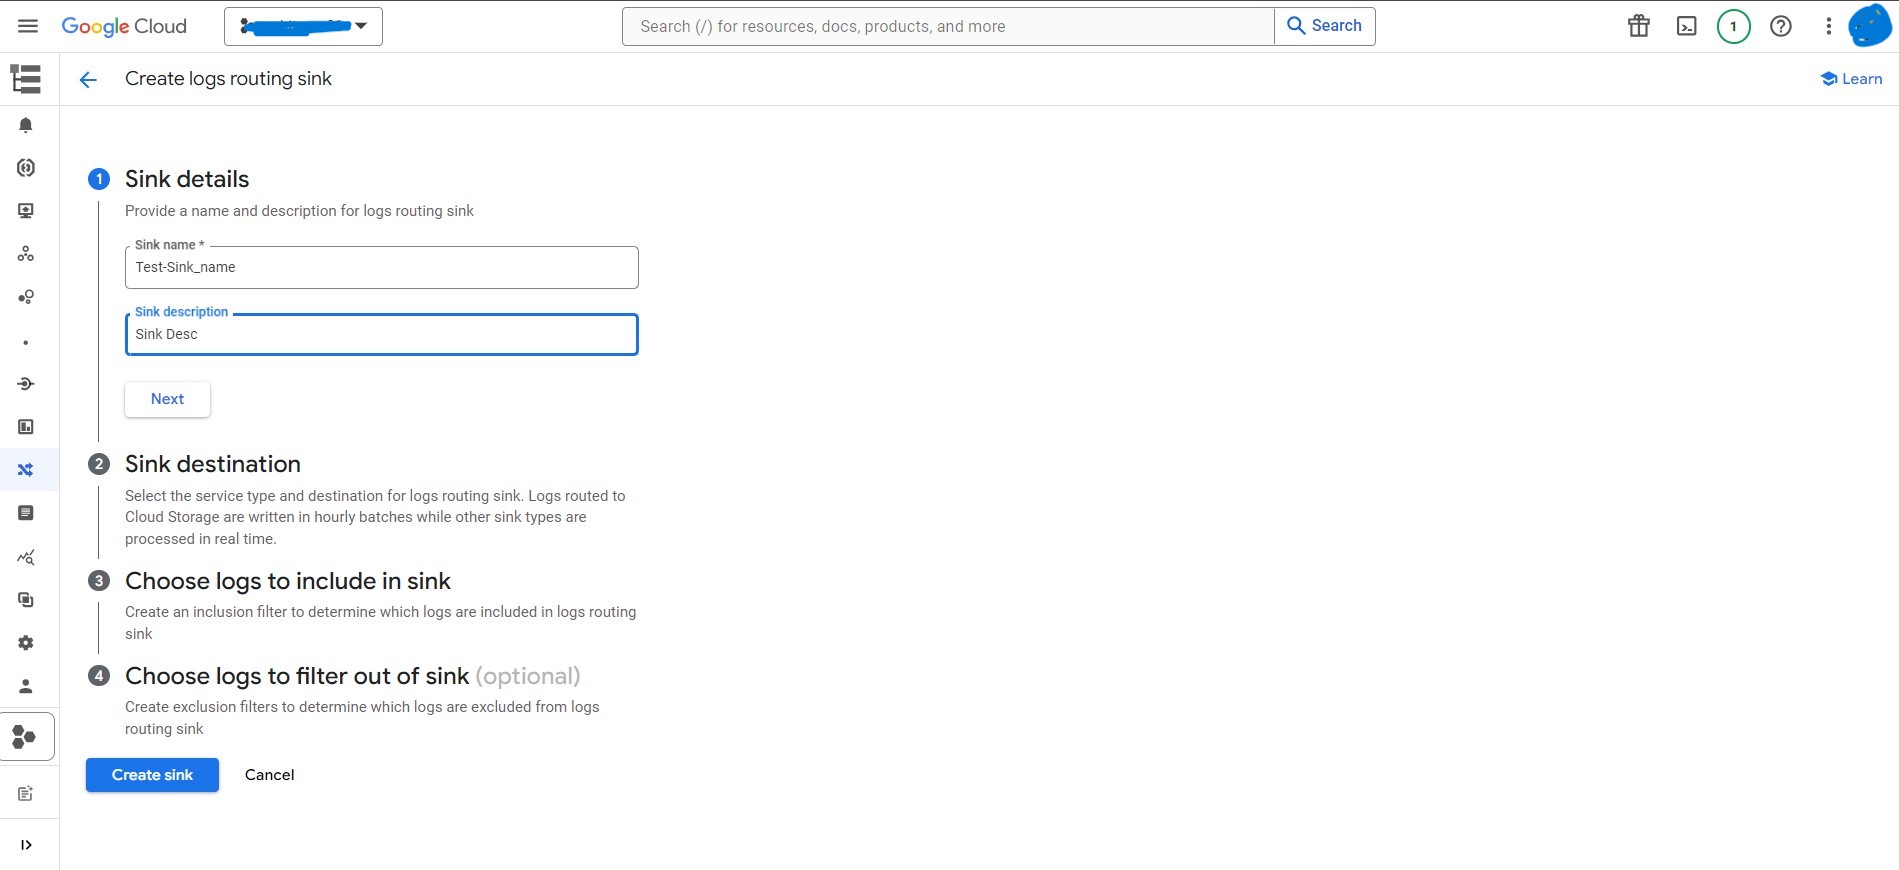 Google Cloud
Search (/) for resources, docs, products, and more
Search
1
Create logs routing sink
Learn
1 Sink details
Provide a name and description for logs routing sink
Sink name *
Test-Sink_name
Sink description
Sink Desc
Next
2 Sink destination
Select the service type and destination for logs routing sink. Logs routed to
Cloud Storage are written in hourly batches while other sink types are
processed in real time.
3 Choose logs to include in sink
Create an inclusion filter to determine which logs are included in logs routing
sink
4 Choose logs to filter out of sink (optional)
Create exclusion filters to determine which logs are excluded from logs
routing sink
Create sink
Cancel